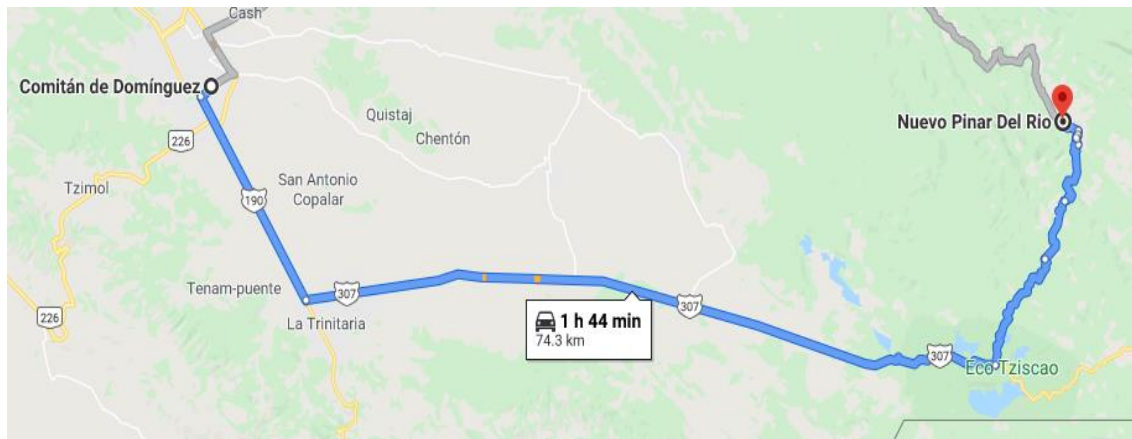 Cash
Comitán de Domínguez
Quistaj
Chentón
Nuevo Pinar Del Rio
226
Tzimol
San Antonio
Copalar
190
Tenam-puente
307
La Trinitaria
226
1 h 44 min
74.3 km
307
307
Eco Tziscao